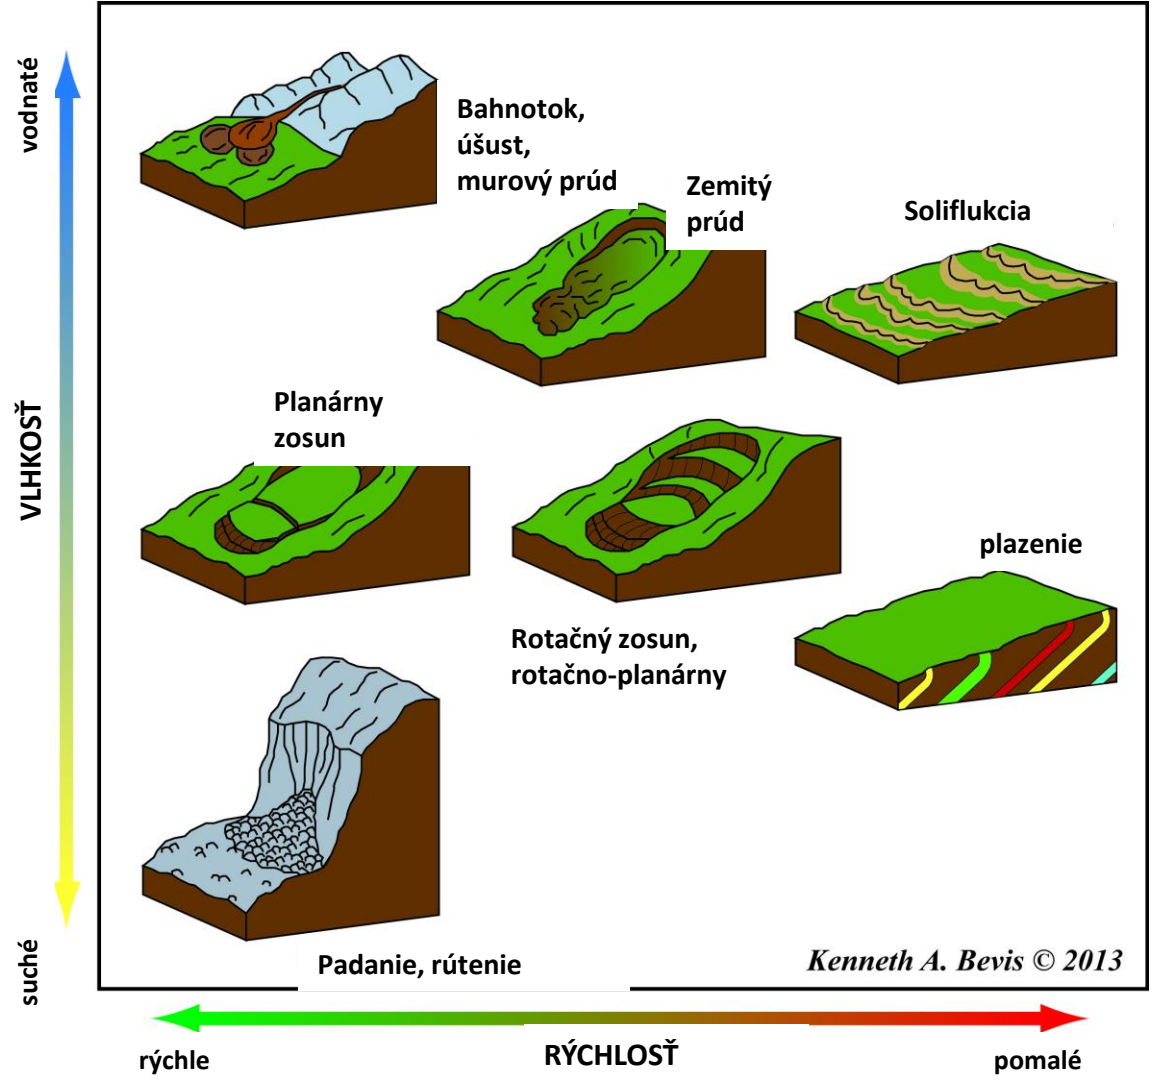 vodnaté
Bahnotok,
úšust,
murový prúd
Zemitý
prúd
Soliflukcia
VLHKOSŤ
Planárny
zosun
plazenie
Rotačný zosun,
rotačno-planárny
suché
Padanie, rútenie
Kenneth A. Bevis © 2013
rýchle
RÝCHLOSŤ
pomalé